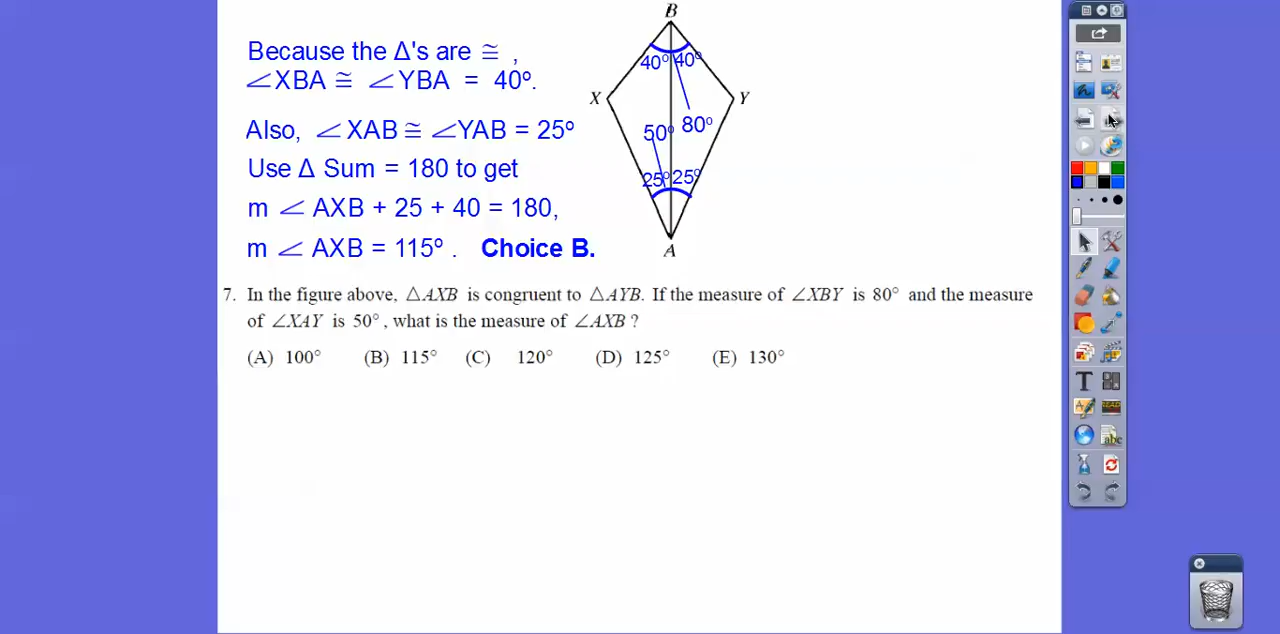 B
Because the Δ's are ≅ ,
∠XBA ≅ ∠YBA = 40º.
40º 40º
X Y
Also, ∠XAB ≅ ∠YAB = 25º
50º 80º
Use Δ Sum = 180 to get
25º 25º
m ∠ AXB + 25 + 40 = 180,
m ∠ AXB = 115º . Choice B.
A
7. In the figure above, △AXB is congruent to △AYB. If the measure of ∠XBY is 80° and the measure
of ∠XAY is 50°, what is the measure of ∠AXB ?
(A) 100° (B) 115° (C) 120° (D) 125° (E) 130°
T
abc